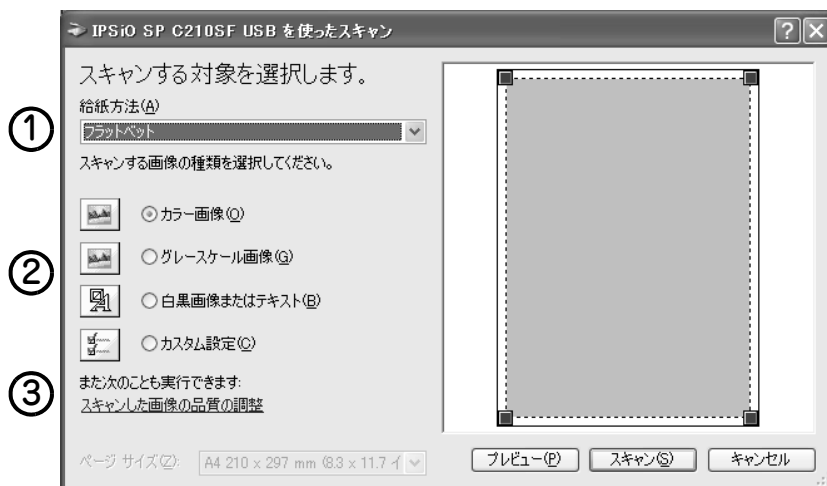 IPSiO SP C210SF USB を使ったスキャン
スキャンする対象を選択します。
① 給紙方法(A)
フラットベット
スキャンする画像の種類を選択してください。
カラー画像(O)
② グレースケール画像(G)
白黒画像またはテキスト(B)
カスタム設定(C)
③ また次のことも実行できます:
スキャンした画像の品質の調整
ページ サイズ(Z): A4 210 x 297 mm (8.3 x 11.7 イ
プレビュー(P) スキャン(S) キャンセル